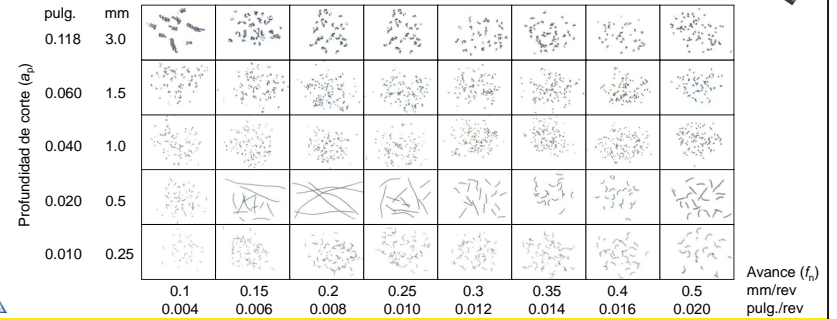 pulg. mm
0.118 3.0
0.060 1.5
0.040 1.0
0.020 0.5
0.010 0.25
Profundidad de corte (ap)
Avance (fn)
0.1 0.15 0.2 0.25 0.3 0.35 0.4 0.5 mm/rev
0.004 0.006 0.008 0.010 0.012 0.014 0.016 0.020 pulg./rev